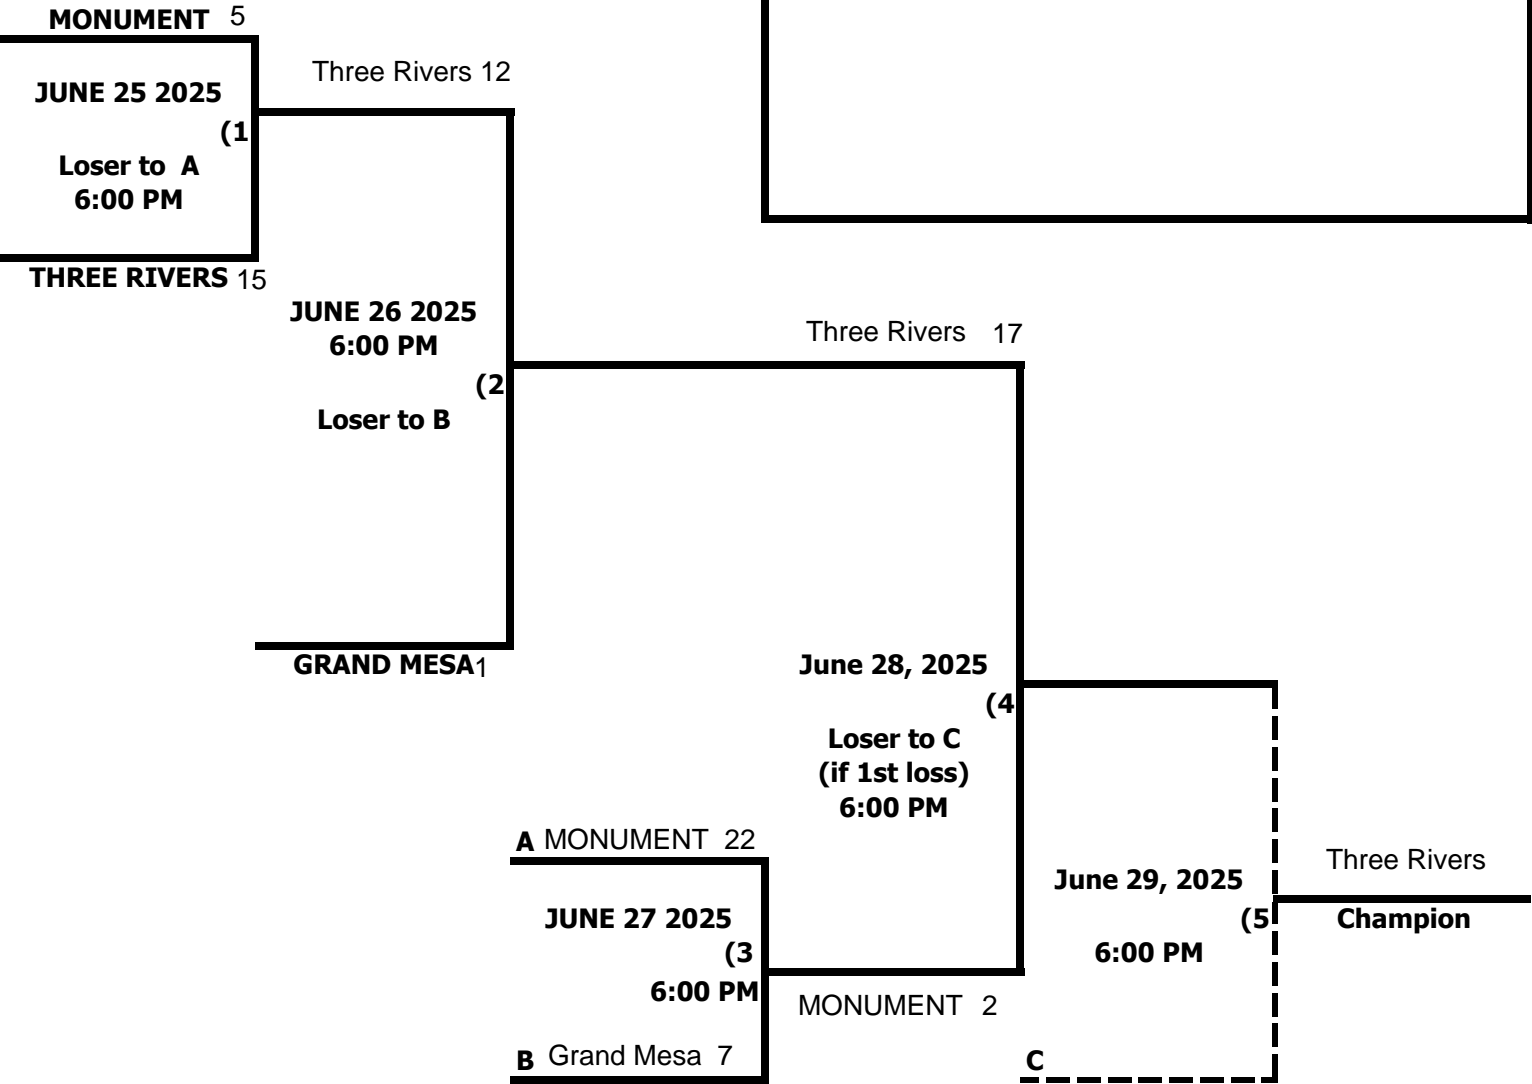 MONUMENT 5
JUNE 25 2025
(1
Loser to A
6:00 PM
THREE RIVERS 15
Three Rivers 12
JUNE 26 2025
6:00 PM
(2
Loser to B
GRAND MESA 1
Three Rivers 17
June 28, 2025
(4
Loser to C
(if 1st loss)
6:00 PM
A MONUMENT 22
JUNE 27 2025
(3
6:00 PM
B Grand Mesa 7
MONUMENT 2
June 29, 2025
(5
6:00 PM
C
Three Rivers
Champion